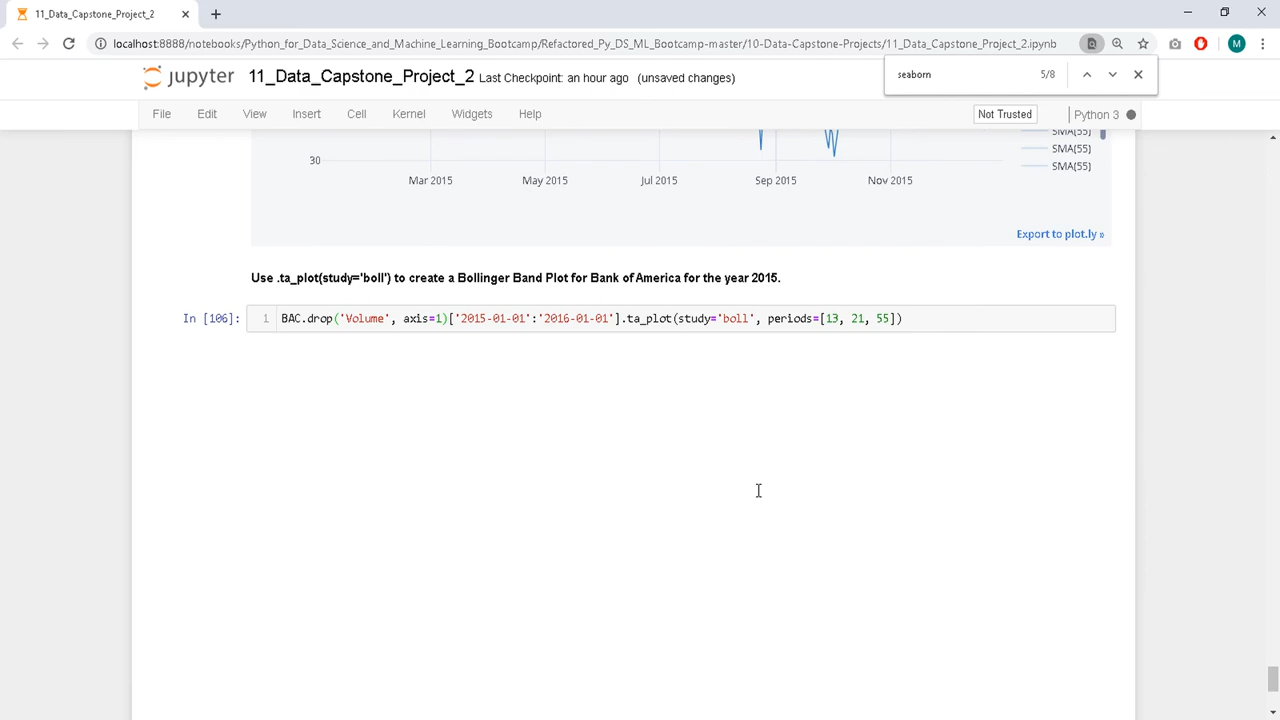 11_Data_Capstone_Project_2
localhost:8888/notebooks/Python_for_Data_Science_and_Machine_Learning_Bootcamp/Refactored_Py_DS_ML_Bootcamp-master/10-Data-Capstone-Projects/11_Data_Capstone_Project_2.ipynb
M
seaborn 5/8
jupyter 11_Data_Capstone_Project_2 Last Checkpoint: an hour ago (unsaved changes)
File Edit View Insert Cell Kernel Widgets Help Not Trusted Python 3
SMA(55]
SMA[55]
30 SMA[55]
Mar 2015 May 2015 Jul 2015 Sep 2015 Nov 2015
Export to plot.ly »
Use .ta_plot(study='boll') to create a Bollinger Band Plot for Bank of America for the year 2015.
In [106]: 1 BAC.drop('Volume', axis=1)['2015-01-01':'2016-01-01'].ta_plot(study='boll', periods=[13, 21, 55])